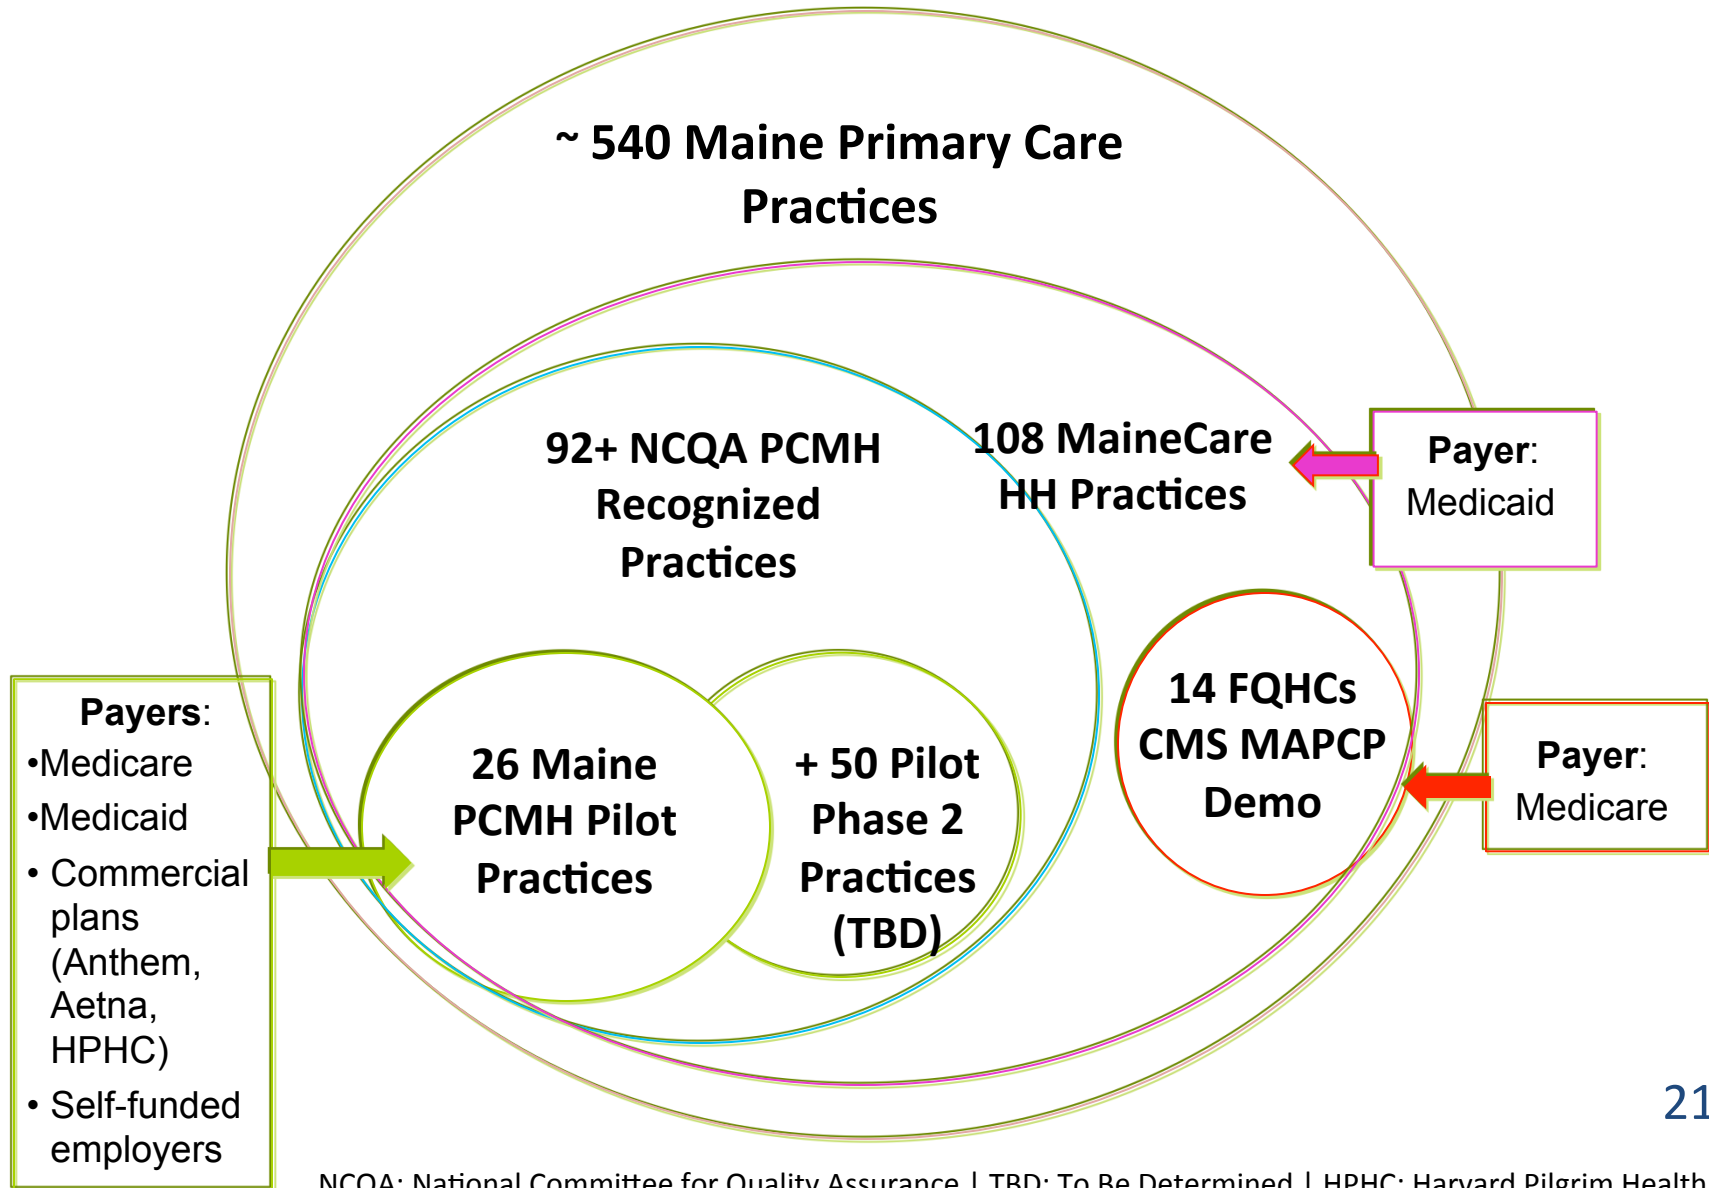 ~ 540 Maine Primary Care
Practices
92+ NCQA PCMH
Recognized
Practices
108 MaineCare
HH Practices
Payer:
Medicaid
26 Maine
PCMH Pilot
Practices
+ 50 Pilot
Phase 2
Practices
(TBD)
14 FQHCs
CMS MAPCP
Demo
Payer:
Medicare
Payers:
•Medicare
•Medicaid
• Commercial
plans
(Anthem,
Aetna,
HPHC)
• Self-funded
employers
21
NCQA: National Committee for Quality Assurance | TBD: To Be Determined | HPHC: Harvard Pilgrim Health